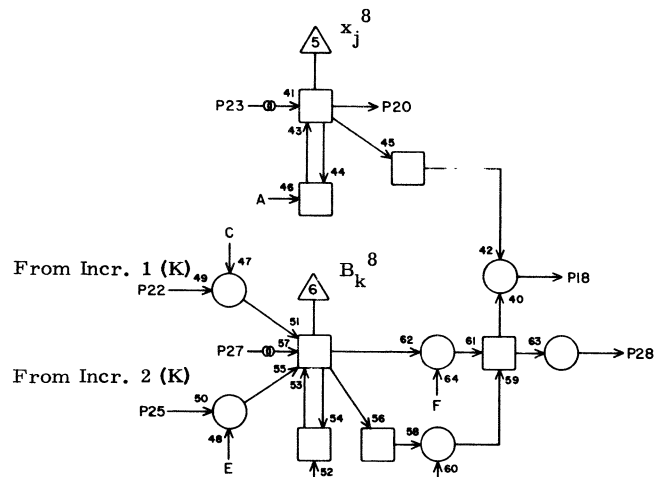 x_j^8
5
P23
41
P20
43
45
44
A
46
42
C
47
From Incr. 1 (K)
49
P22
B_k^8
6
P18
40
51
P27
57
62
61
63
P28
From Incr. 2 (K)
55
53
59
64
F
50
P25
54
56
58
48
E
52
60